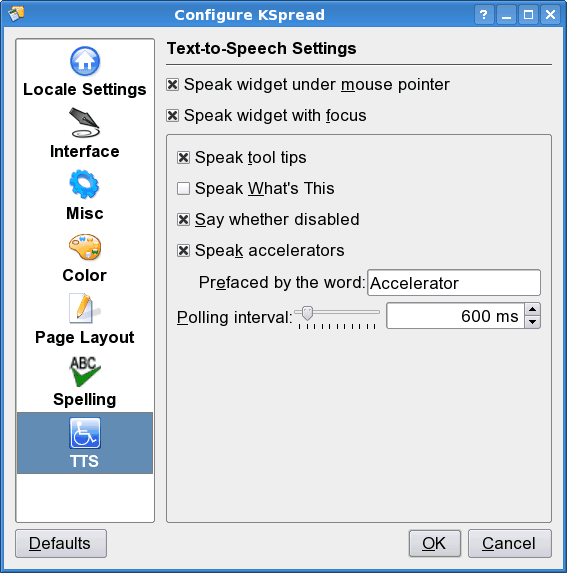 Configure KSpread
Locale Settings
Interface
Misc
Color
Page Layout
ABC
Spelling
TTS
Text-to-Speech Settings
Speak widget under mouse pointer
Speak widget with focus
Speak tool tips
Speak What's This
Say whether disabled
Speak accelerators
Prefaced by the word: Accelerator
Polling interval: 600 ms
Defaults
OK Cancel